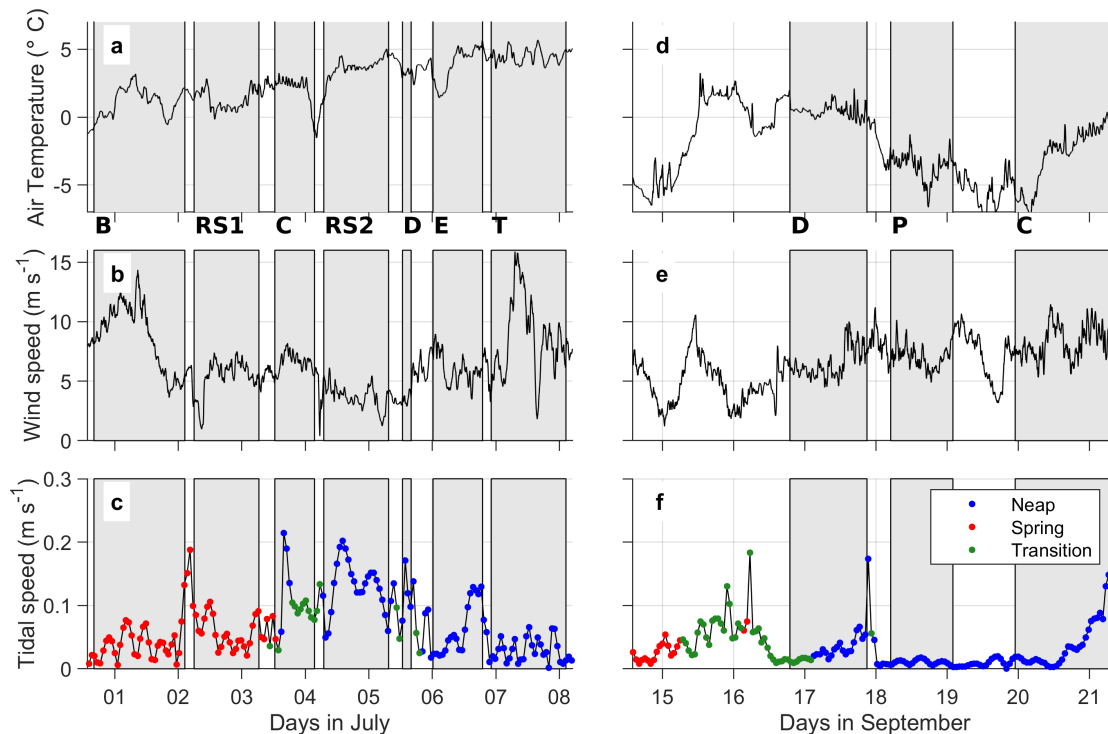 Air Temperature (° C)
5
0
-5
a
d
B RS1 C RS2 D E T
D P C
Wind speed (m s-1)
15
10
5
0
b
e
Tidal speed (m s-1)
0.3
0.2
0.1
0
c
f
Neap
Spring
Transition
01 02 03 04 05 06 07 08
15 16 17 18 19 20 21
Days in July
Days in September